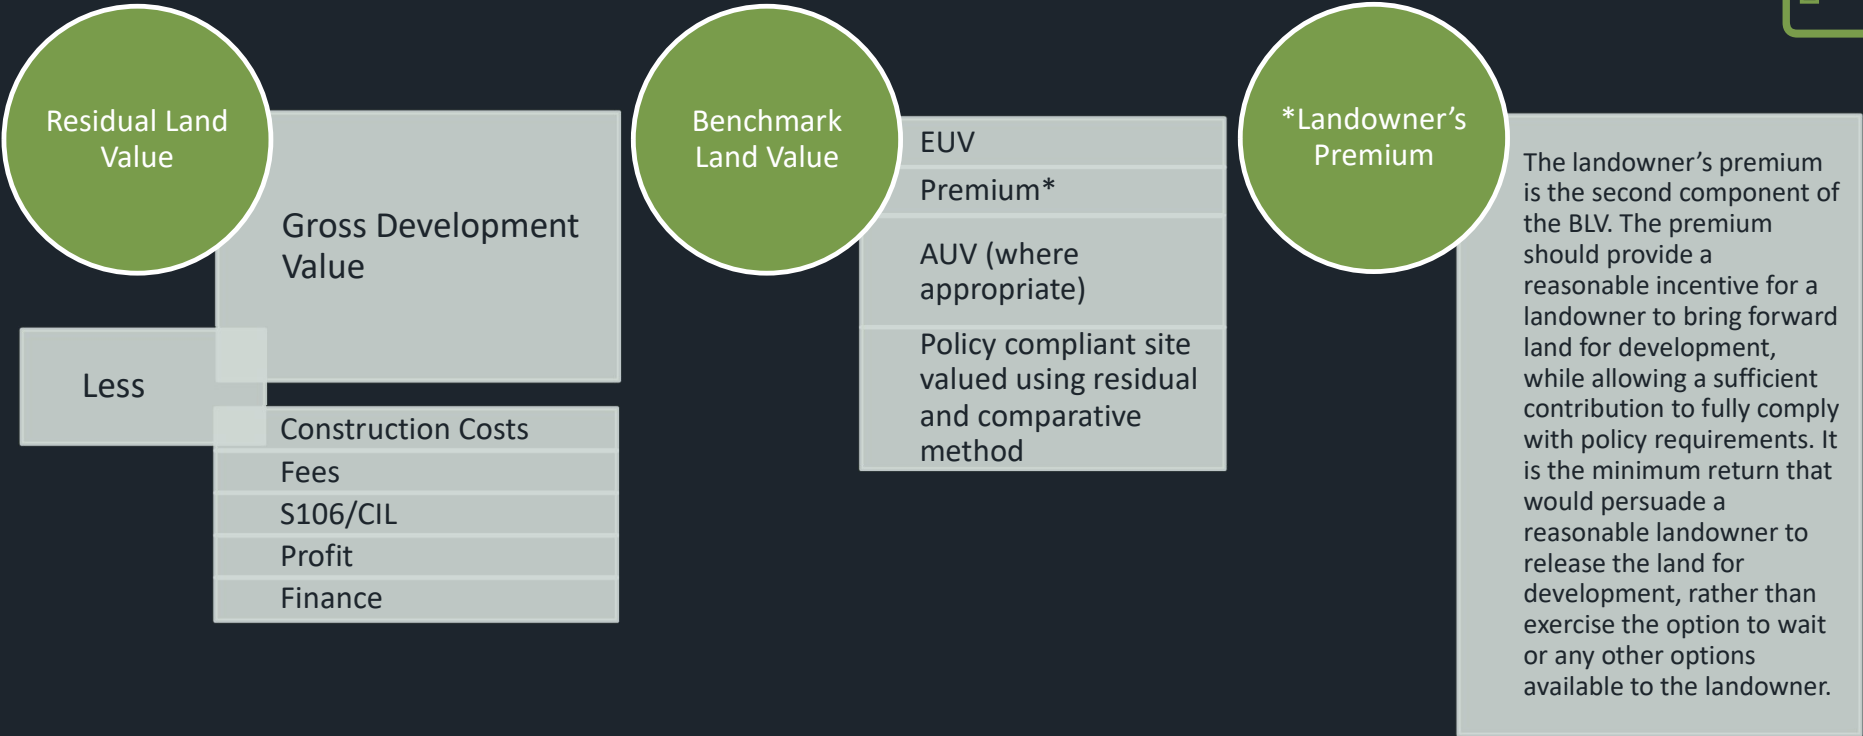 Residual Land
Value
Gross Development
Value
Less
Construction Costs
Fees
S106/CIL
Profit
Finance
Benchmark
Land Value
EUV
Premium*
AUV (where
appropriate)
Policy compliant site
valued using residual
and comparative
method
*Landowner’s
Premium
The landowner’s premium
is the second component of
the BLV. The premium
should provide a
reasonable incentive for a
landowner to bring forward
land for development,
while allowing a sufficient
contribution to fully comply
with policy requirements. It
is the minimum return that
would persuade a
reasonable landowner to
release the land for
development, rather than
exercise the option to wait
or any other options
available to the landowner.